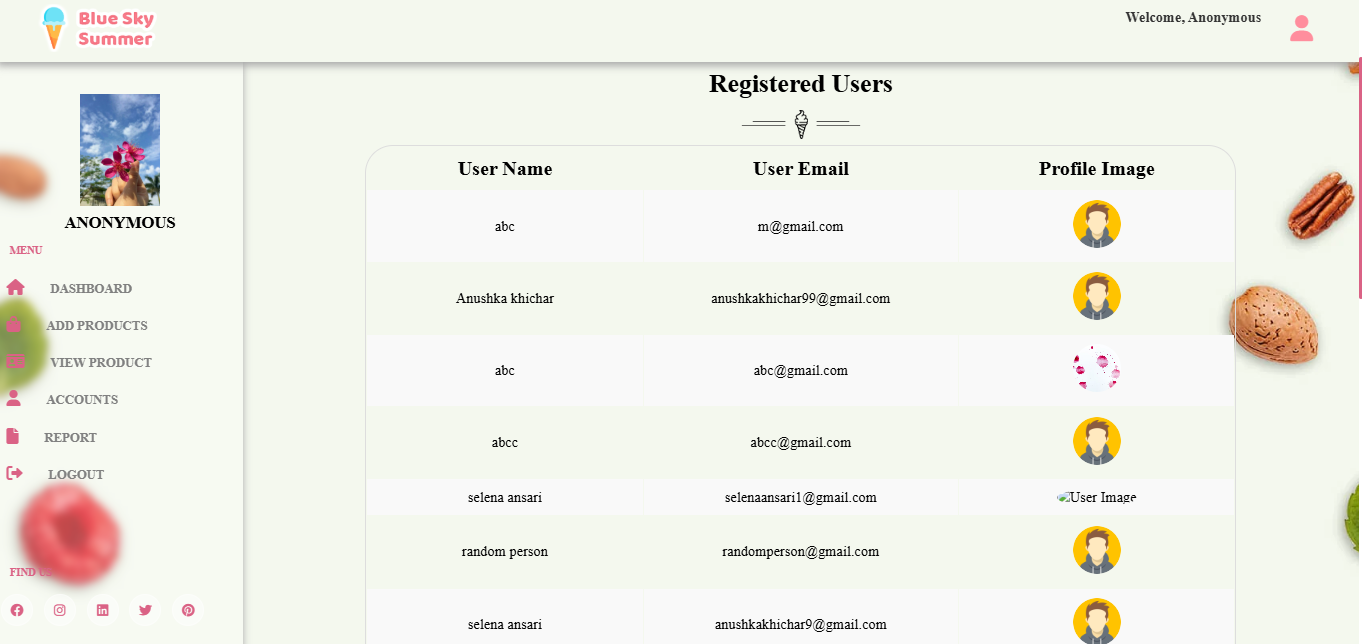 Blue Sky
Summer
Welcome, Anonymous
ANONYMOUS
MENU
DASHBOARD
ADD PRODUCTS
VIEW PRODUCT
ACCOUNTS
REPORT
LOGOUT
FIND US
Registered Users
User Name User Email Profile Image
abc m@gmail.com
Anushka khichar anushkakhichar99@gmail.com
abc abc@gmail.com
abcc abcc@gmail.com
selena ansari selenaansari1@gmail.com User Image
random person randomperson@gmail.com
selena ansari anushkakhichar9@gmail.com